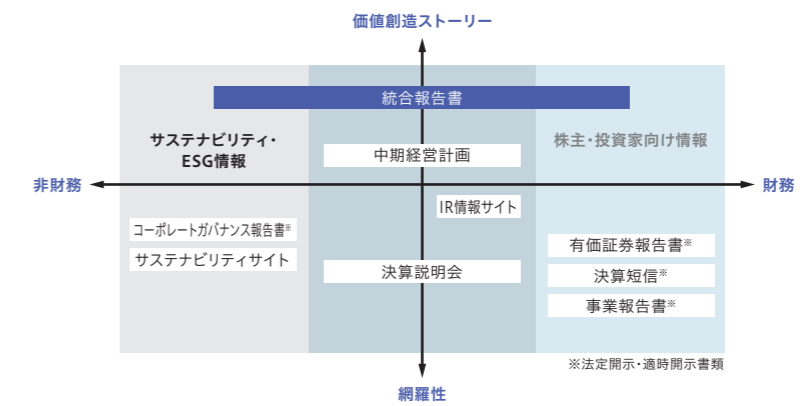 価値創造ストーリー
統合報告書
サステナビリティ・
ESG情報
中期経営計画
株主・投資家向け情報
非財務
財務
IR情報サイト
コーポレートガバナンス報告書※
サステナビリティサイト
決算説明会
有価証券報告書※
決算短信※
事業報告書※
※法定開示・適時開示書類
網羅性